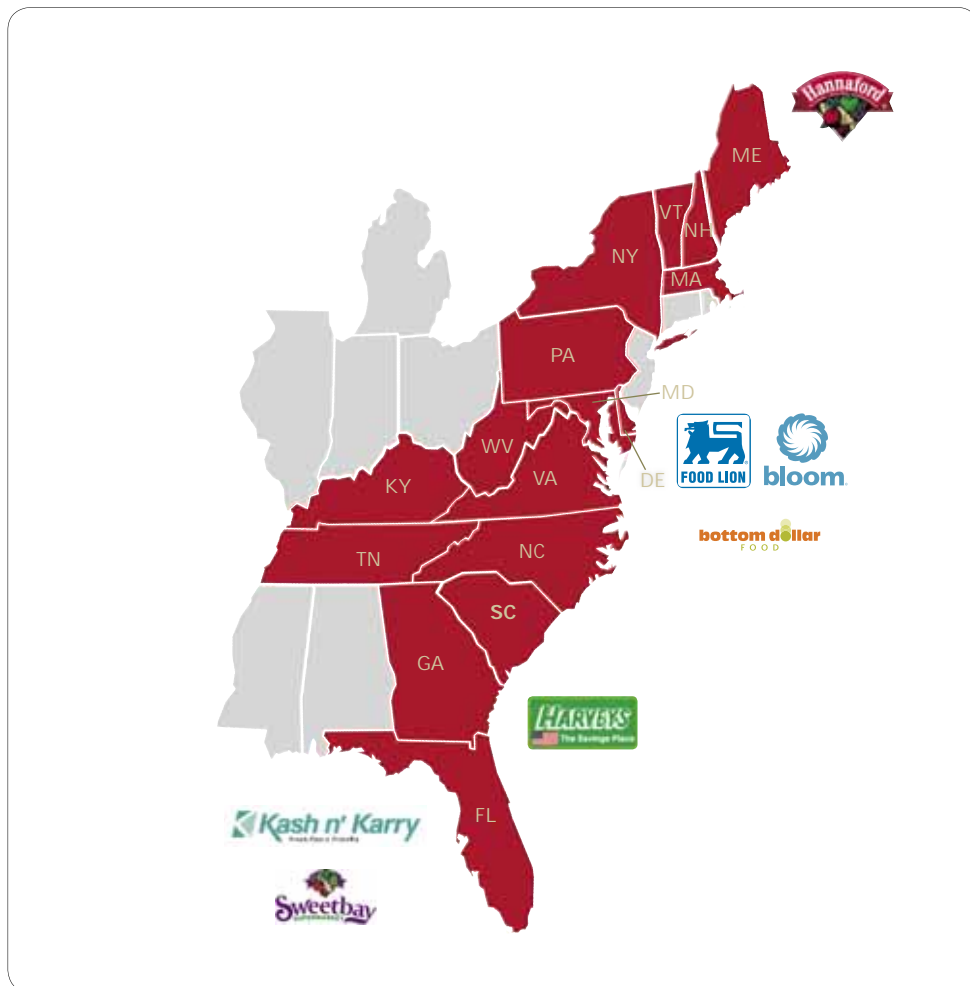 Hannaford
ME
VT
NH
NY
MA
PA
MD
WV
VA
DE
KY
FOOD LION
bloom
bottom dollar
FOOD
TN
NC
SC
GA
HARVEYS
The Savings Place
FL
Kash n' Karry
Sweetbay
SUPERMARKET